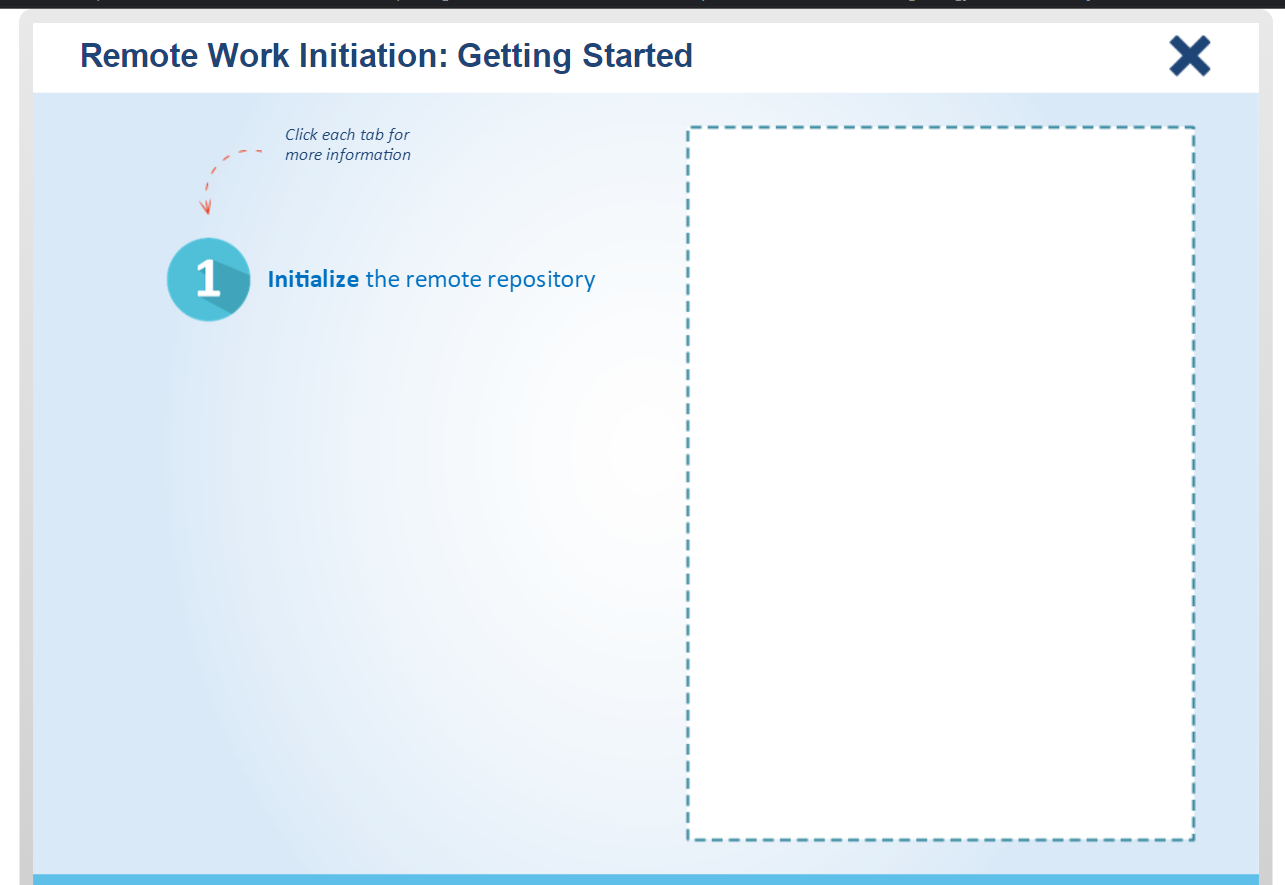 Remote Work Initiation: Getting Started
Click each tab for
more information
1
Initialize the remote repository